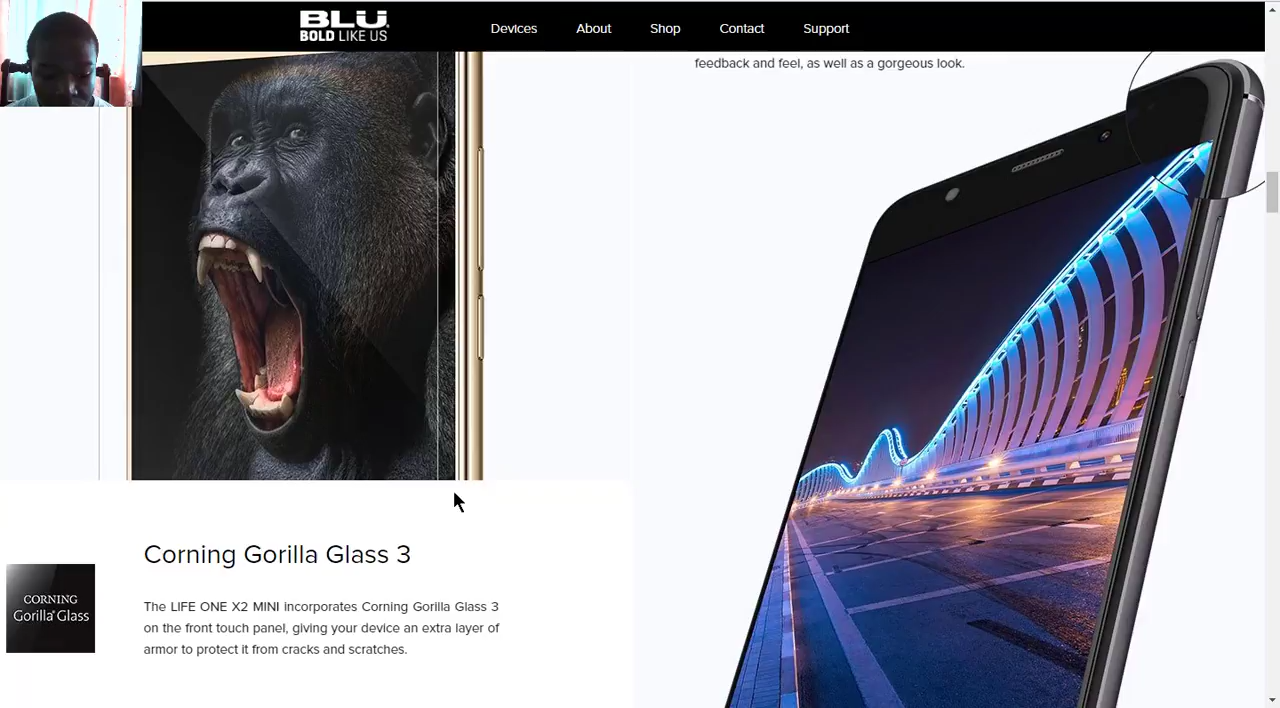 BLU
BOLD LIKE US
Devices
About
Shop
Contact
Support
feedback and feel, as well as a gorgeous look.
Corning Gorilla Glass 3
CORNING
Gorilla Glass
The LIFE ONE X2 MINI incorporates Corning Gorilla Glass 3
on the front touch panel, giving your device an extra layer of
armor to protect it from cracks and scratches.